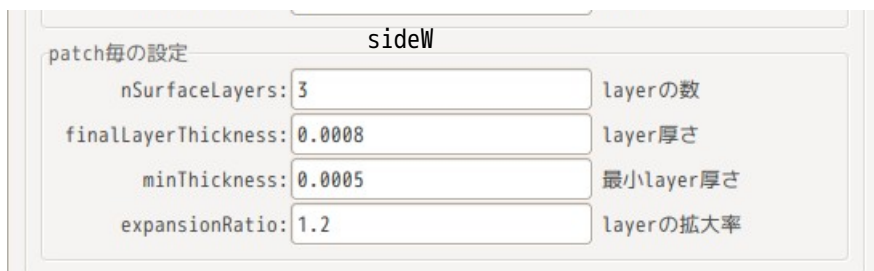 sideW
patch毎の設定
nSurfaceLayers: 3 layerの数
finalLayerThickness: 0.0008 layer厚さ
minThickness: 0.0005 最小layer厚さ
expansionRatio: 1.2 layerの拡大率